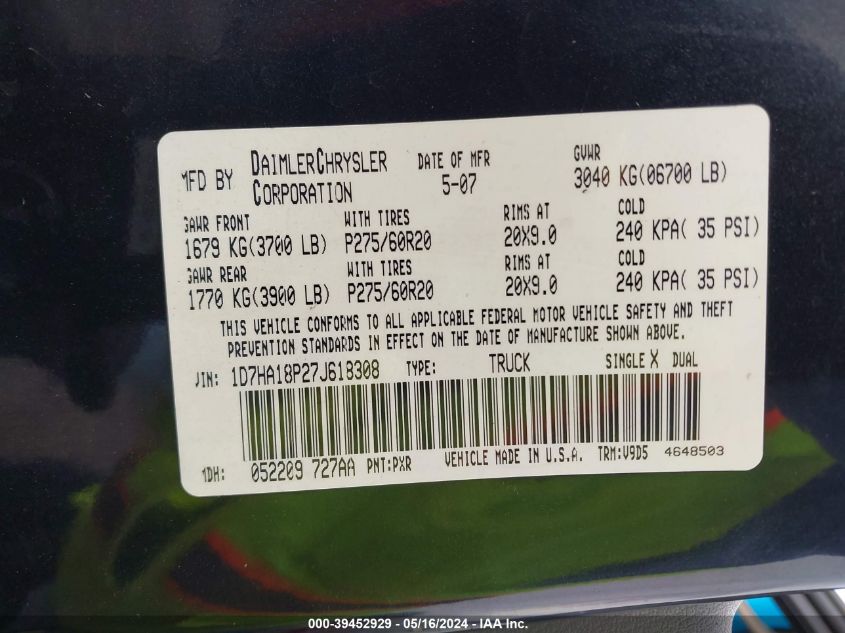 MFD BY DAIMLERCHRYSLER CORPORATION DATE OF MFR 5-07 GVWR 3040 KG(06700 LB)
GAWR FRONT WITH TIRES RIMS AT COLD
1679 KG(3700 LB) P275/60R20 20X9.0 240 KPA( 35 PSI)
GAWR REAR WITH TIRES RIMS AT COLD
1770 KG(3900 LB) P275/60R20 20X9.0 240 KPA( 35 PSI)
THIS VEHICLE CONFORMS TO ALL APPLICABLE FEDERAL MOTOR VEHICLE SAFETY AND THEFT
PREVENTION STANDARDS IN EFFECT ON THE DATE OF MANUFACTURE SHOWN ABOVE.
VIN: 1D7HA18P27J618308 TYPE: TRUCK SINGLE X DUAL
MDH: 052209 727AA PNT:PXR VEHICLE MADE IN U.S.A. TRM:V9D5 4648503
000-39452929 - 05/16/2024 - IAA Inc.